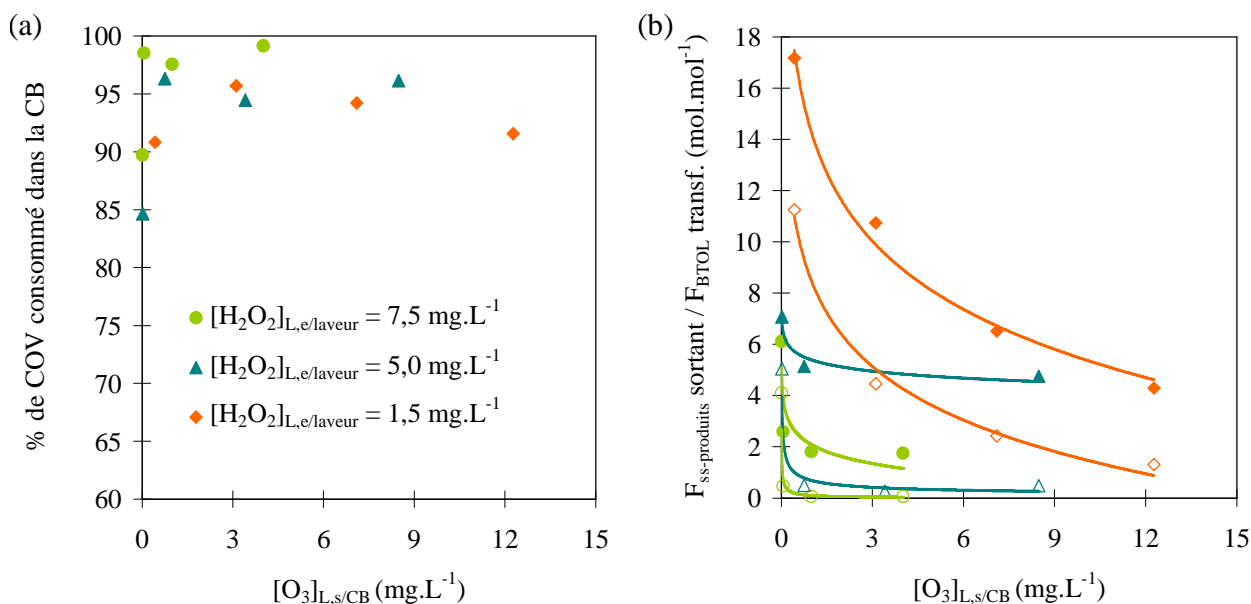 (a)
% de COV consommé dans la CB
100
95
90
85
80
75
70
65
60
[H₂O₂]L,e/laveur = 7,5 mg.L⁻¹
[H₂O₂]L,e/laveur = 5,0 mg.L⁻¹
[H₂O₂]L,e/laveur = 1,5 mg.L⁻¹
0 3 6 9 12 15
[O₃]L,s/CB (mg.L⁻¹)
(b)
Fss-produits sortant / FBTOL transf. (mol.mol⁻¹)
18
16
14
12
10
8
6
4
2
0
0 3 6 9 12 15
[O₃]L,s/CB (mg.L⁻¹)